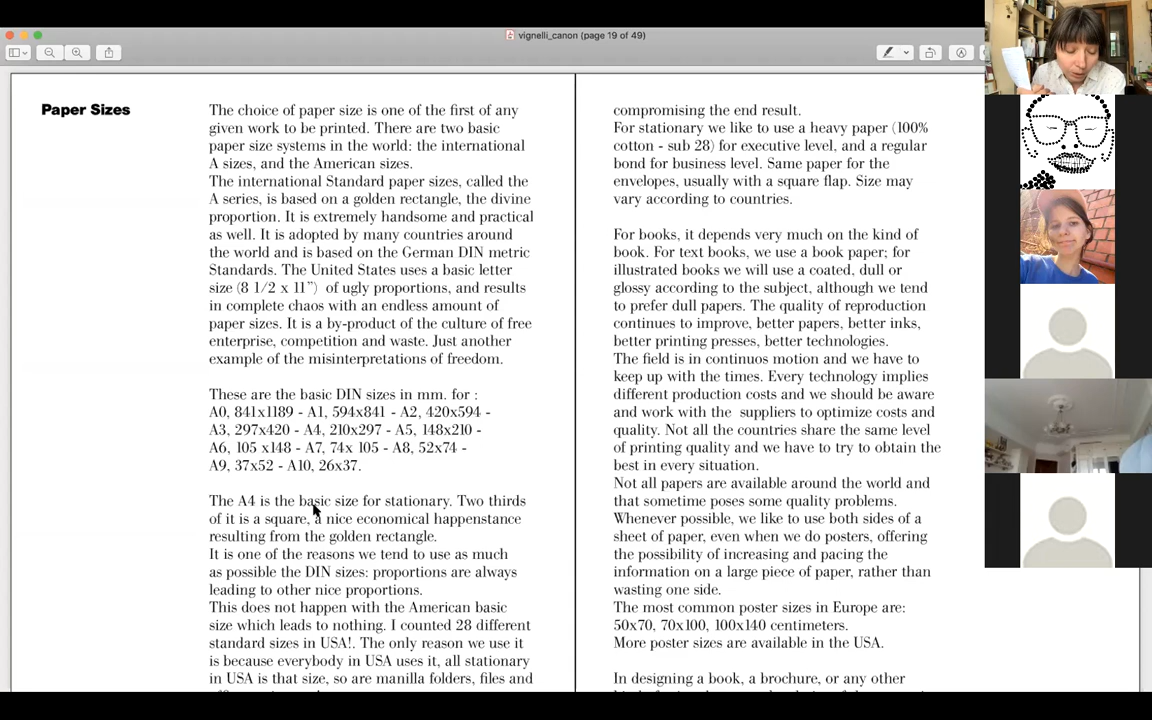 vignelli_canon (page 19 of 49)
Paper Sizes
The choice of paper size is one of the first of any
given work to be printed. There are two basic
paper size systems in the world: the international
A sizes, and the American sizes.
The international Standard paper sizes, called the
A series, is based on a golden rectangle, the divine
proportion. It is extremely handsome and practical
as well. It is adopted by many countries around
the world and is based on the German DIN metric
Standards. The United States uses a basic letter
size (8 1/2 x 11”) of ugly proportions, and results
in complete chaos with an endless amount of
paper sizes. It is a by-product of the culture of free
enterprise, competition and waste. Just another
example of the misinterpretations of freedom.
These are the basic DIN sizes in mm. for :
A0, 841x1189 - A1, 594x841 - A2, 420x594 -
A3, 297x420 - A4, 210x297 - A5, 148x210 -
A6, 105 x148 - A7, 74x 105 - A8, 52x74 -
A9, 37x52 - A10, 26x37.
The A4 is the basic size for stationary. Two thirds
of it is a square, a nice economical happenstance
resulting from the golden rectangle.
It is one of the reasons we tend to use as much
as possible the DIN sizes: proportions are always
leading to other nice proportions.
This does not happen with the American basic
size which leads to nothing. I counted 28 different
standard sizes in USA!. The only reason we use it
is because everybody in USA uses it, all stationary
in USA is that size, so are manilla folders, files and
compromising the end result.
For stationary we like to use a heavy paper (100%
cotton - sub 28) for executive level, and a regular
bond for business level. Same paper for the
envelopes, usually with a square flap. Size may
vary according to countries.
For books, it depends very much on the kind of
book. For text books, we use a book paper; for
illustrated books we will use a coated, dull or
glossy according to the subject, although we tend
to prefer dull papers. The quality of reproduction
continues to improve, better papers, better inks,
better printing presses, better technologies.
The field is in continuos motion and we have to
keep up with the times. Every technology implies
different production costs and we should be aware
and work with the  suppliers to optimize costs and
quality. Not all the countries share the same level
of printing quality and we have to try to obtain the
best in every situation.
Not all papers are available around the world and
that sometime poses some quality problems.
Whenever possible, we like to use both sides of a
sheet of paper, even when we do posters, offering
the possibility of increasing and pacing the
information on a large piece of paper, rather than
wasting one side.
The most common poster sizes in Europe are:
50x70, 70x100, 100x140 centimeters.
More poster sizes are available in the USA.
In designing a book, a brochure, or any other